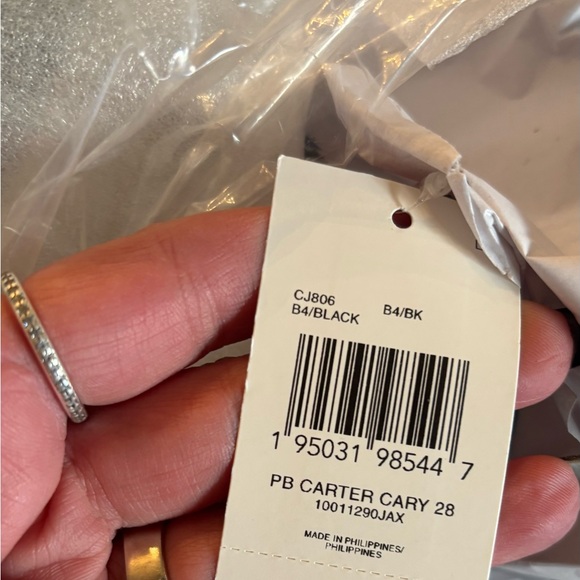 CJ806 B4/BK
B4/BLACK
1 95031 98544 7
PB CARTER CARY 28
10011290JAX
MADE IN PHILIPPINES/
PHILIPPINES